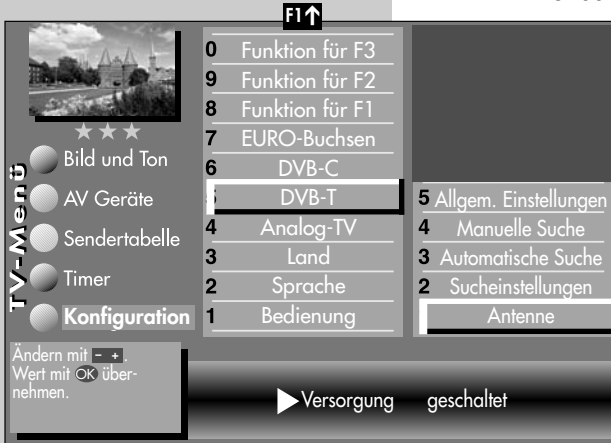 F1↑
TV-Menü
Bild und Ton
AV Geräte
Sendertabelle
Timer
Konfiguration
0 Funktion für F3
9 Funktion für F2
8 Funktion für F1
7 EURO-Buchsen
6 DVB-C
DVB-T
4 Analog-TV
3 Land
2 Sprache
1 Bedienung
5 Allgem. Einstellungen
4 Manuelle Suche
3 Automatische Suche
2 Sucheinstellungen
Antenne
Ändern mit - + .
Wert mit OK über-
nehmen.
Versorgung geschaltet